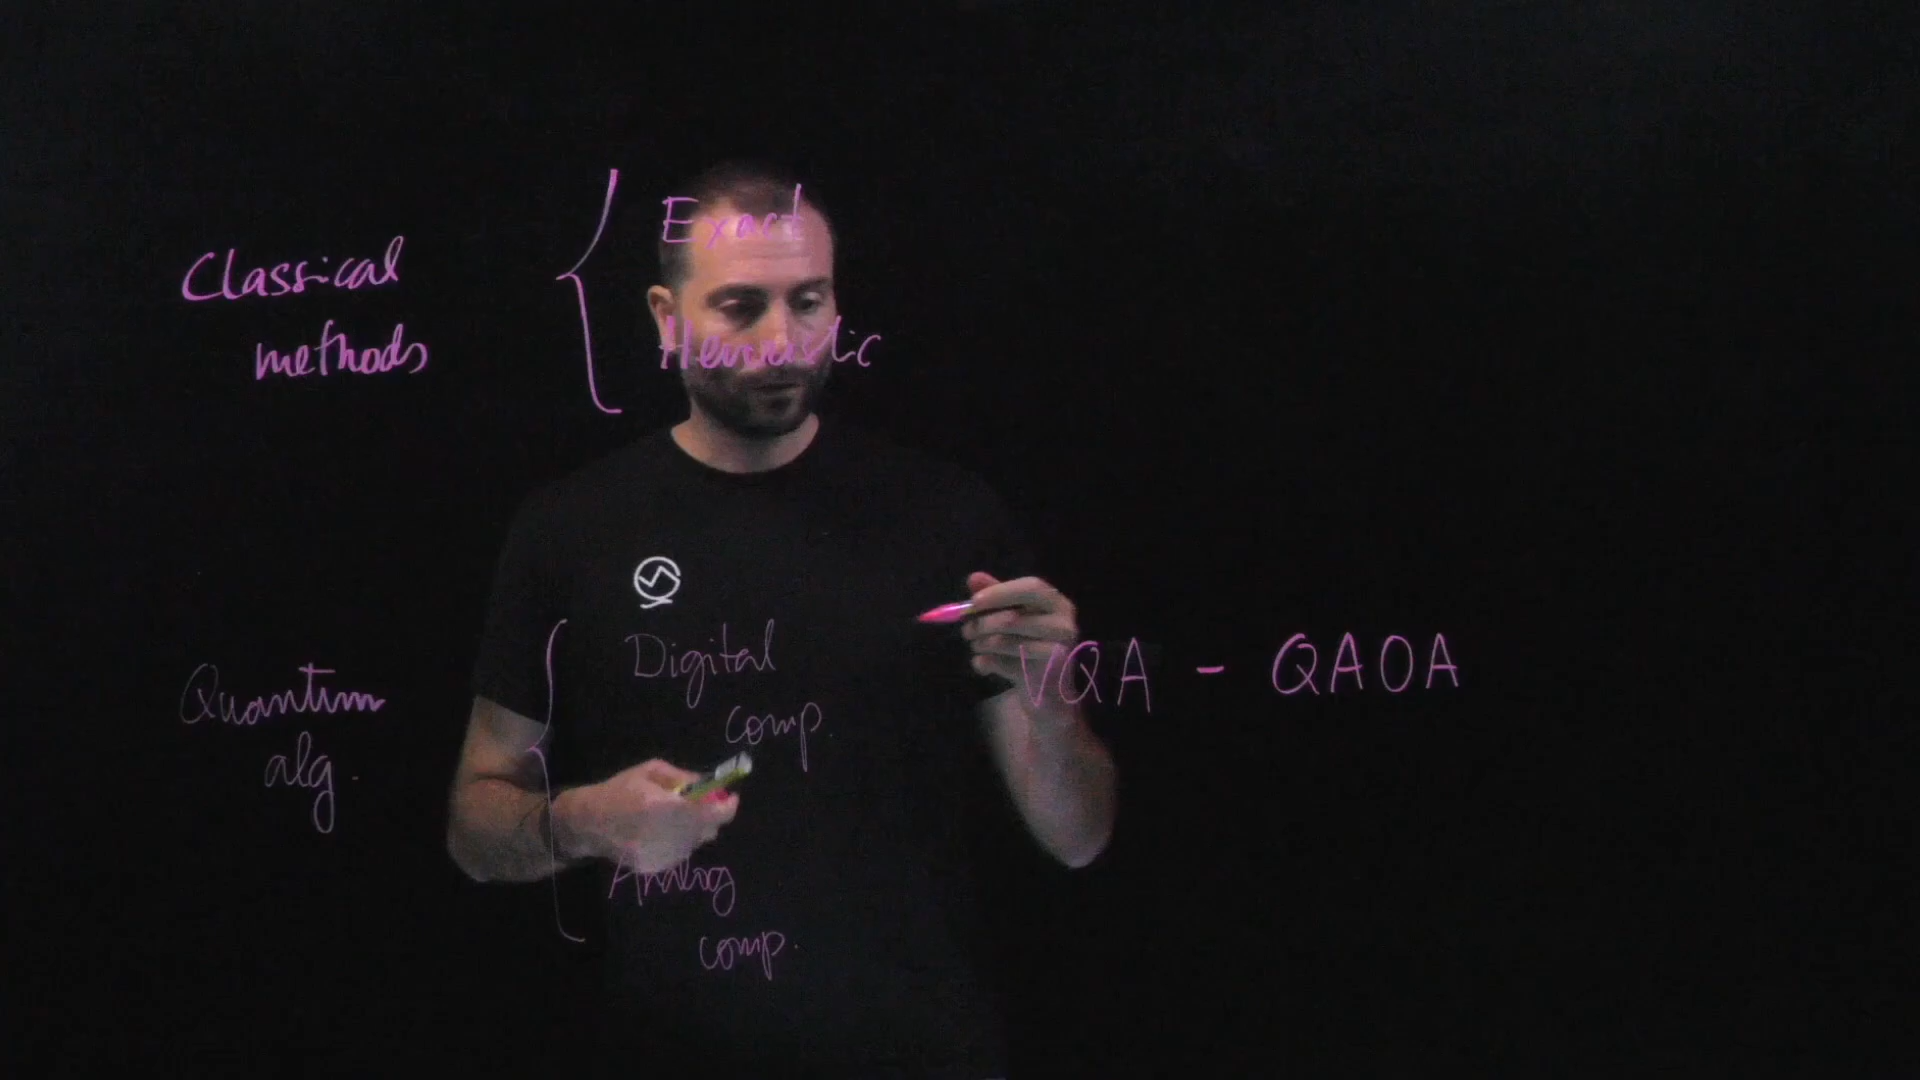 Classical
methods
Exact
Heuristic
Quantum
alg.
Digital
comp.
Analog
comp.
VQA - QAOA